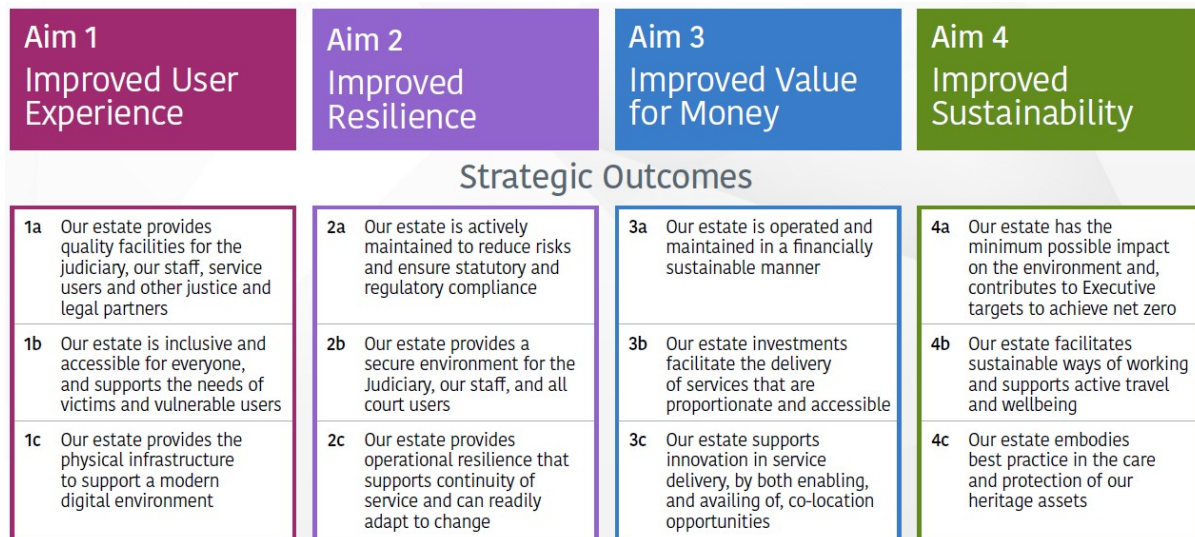 Aim 1
Improved User
Experience
Aim 2
Improved
Resilience
Aim 3
Improved Value
for Money
Aim 4
Improved
Sustainability
Strategic Outcomes
1a Our estate provides
quality facilities for the
judiciary, our staff, service
users and other justice and
legal partners
1b Our estate is inclusive and
accessible for everyone,
and supports the needs of
victims and vulnerable users
1c Our estate provides the
physical infrastructure
to support a modern
digital environment
2a Our estate is actively
maintained to reduce risks
and ensure statutory and
regulatory compliance
2b Our estate provides a
secure environment for the
Judiciary, our staff, and all
court users
2c Our estate provides
operational resilience that
supports continuity of
service and can readily
adapt to change
3a Our estate is operated and
maintained in a financially
sustainable manner
3b Our estate investments
facilitate the delivery
of services that are
proportionate and accessible
3c Our estate supports
innovation in service
delivery, by both enabling,
and availing of, co-location
opportunities
4a Our estate has the
minimum possible impact
on the environment and,
contributes to Executive
targets to achieve net zero
4b Our estate facilitates
sustainable ways of working
and supports active travel
and wellbeing
4c Our estate embodies
best practice in the care
and protection of our
heritage assets